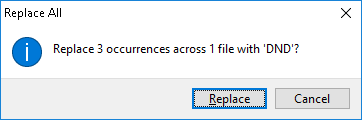 Replace All
Replace 3 occurrences across 1 file with 'DND'?
Replace
Cancel